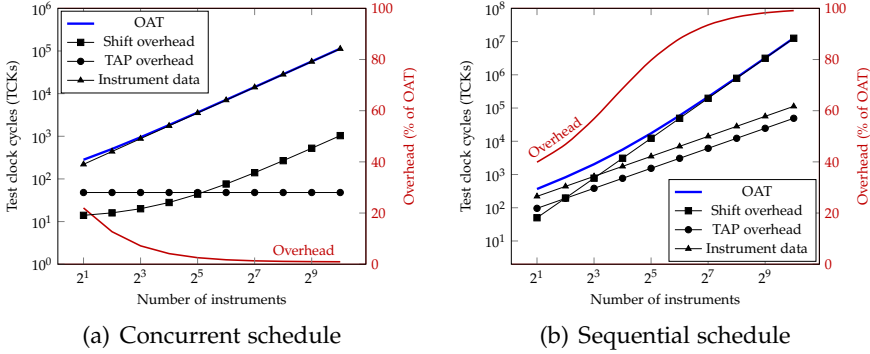 10^6
10^5
10^4
10^3
10^2
10^1
10^0
Test clock cycles (TCKs)
OAT
Shift overhead
TAP overhead
Instrument data
Overhead
100
80
60
40
20
0
Overhead (% of OAT)
2^1
2^3
2^5
2^7
2^9
Number of instruments
(a) Concurrent schedule
10^8
10^7
10^6
10^5
10^4
10^3
10^2
10^1
Test clock cycles (TCKs)
Overhead
OAT
Shift overhead
TAP overhead
Instrument data
100
80
60
40
20
0
Overhead (% of OAT)
2^1
2^3
2^5
2^7
2^9
Number of instruments
(b) Sequential schedule